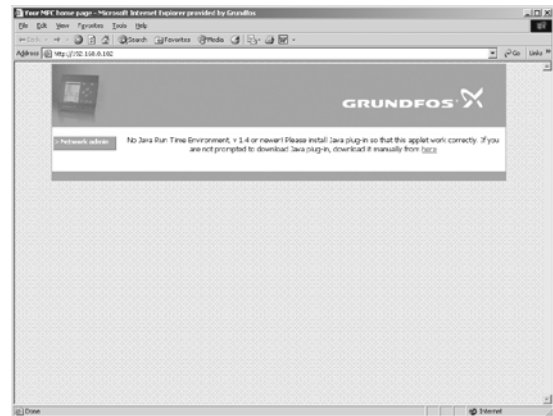 Your MPC home page - Microsoft Internet Explorer provided by Grundfos
File Edit View Favorites Tools Help
Search Favorites Media
Address http://192.168.0.102 Go Links »
GRUNDFOS
> Network admin
No Java Run Time Environment, v 1.4 or newer! Please install Java plug-in so that this applet work correctly. If you
are not prompted to download Java plug-in, download it manually from here
Done Internet